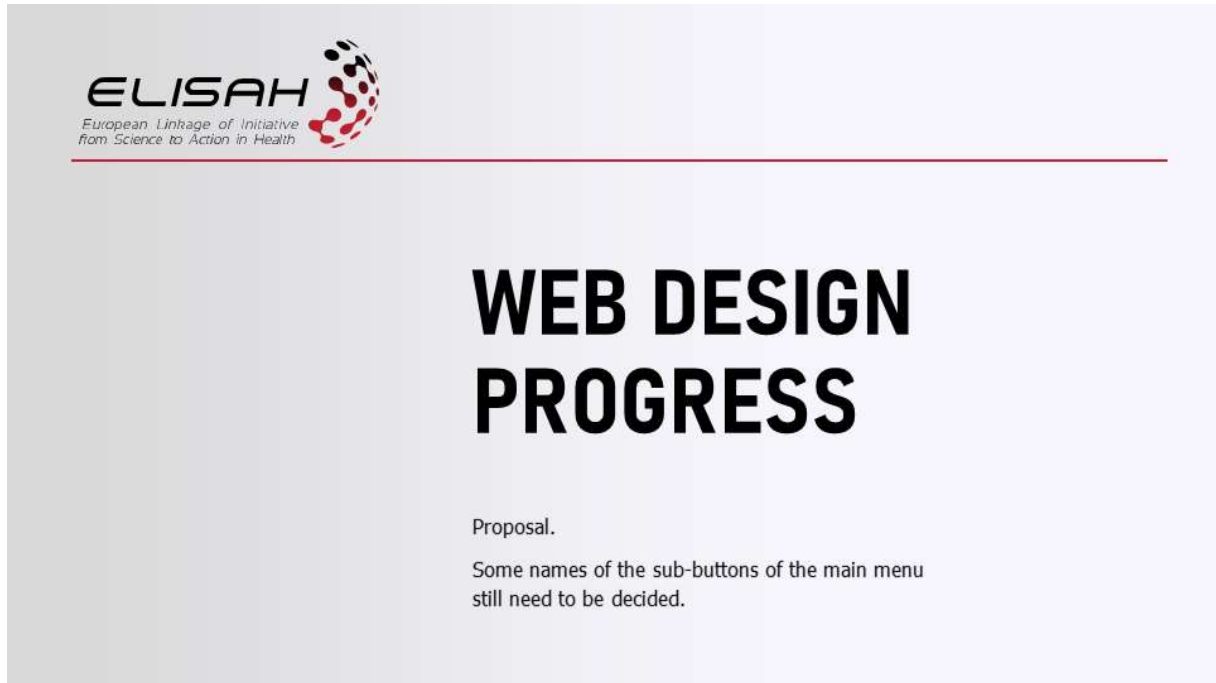 ELISAH
European Linkage of Initiative
from Science to Action in Health
WEB DESIGN
PROGRESS
Proposal.
Some names of the sub-buttons of the main menu
still need to be decided.